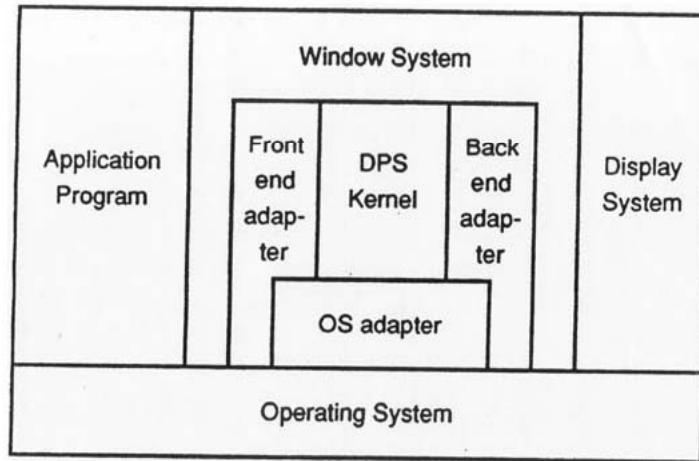 Window System
Application
Program
Front
end
adap-
ter
DPS
Kernel
Back
end
adap-
ter
Display
System
OS adapter
Operating System